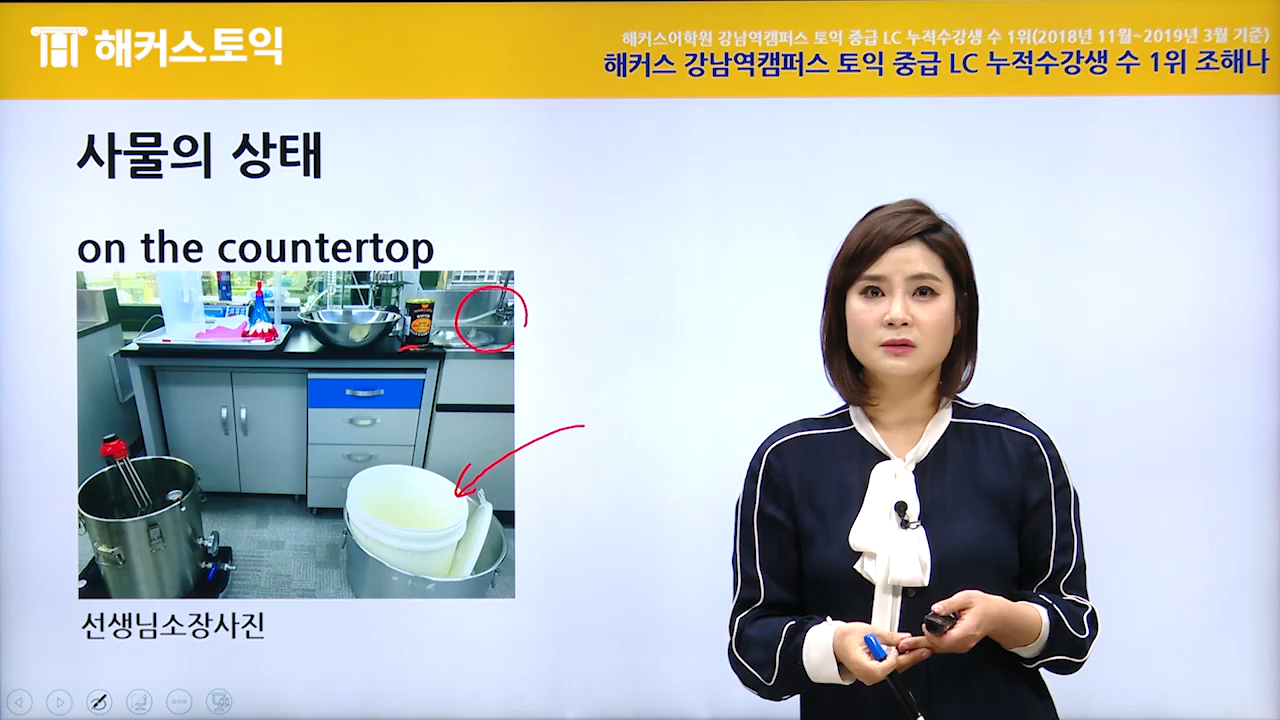 해커스토익
해커스어학원 강남역캠퍼스 토익 중급 LC 누적수강생 수 1위(2018년 11월~2019년 3월 기준)
해커스 강남역캠퍼스 토익 중급 LC 누적수강생 수 1위 조해나
사물의 상태
on the countertop
선생님소장사진